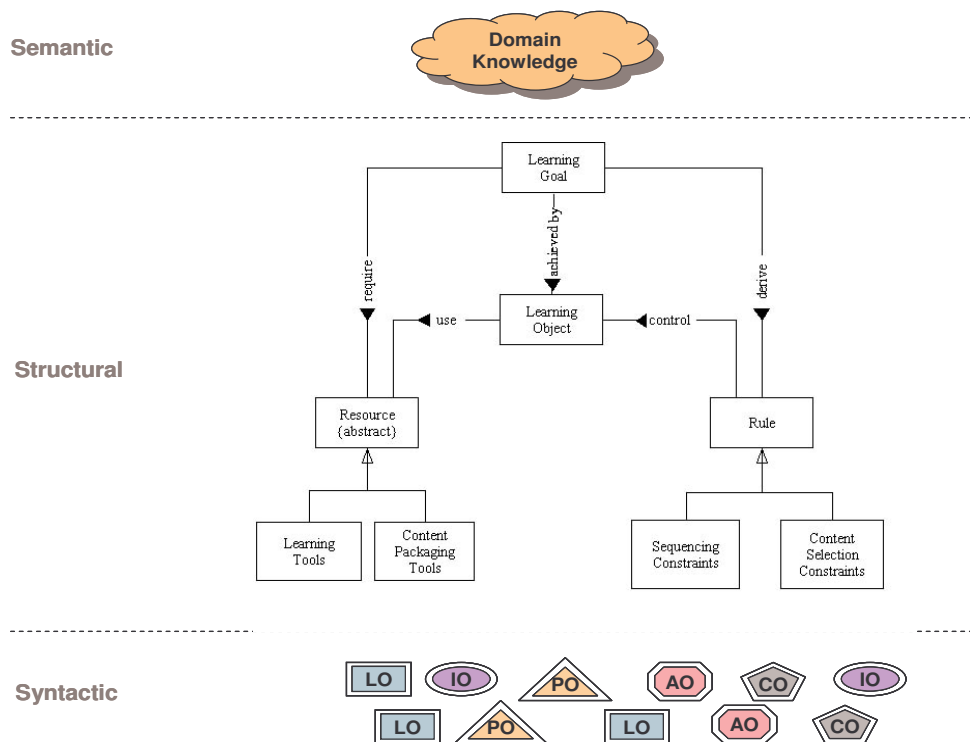 Semantic
Domain
Knowledge
Learning
Goal
require
achieved by
derive
Learning
Object
use
control
Structural
Resource
{abstract}
Rule
Learning
Tools
Content
Packaging
Tools
Sequencing
Constraints
Content
Selection
Constraints
Syntactic
LO
IO
PO
AO
CO
IO
LO
PO
LO
AO
CO